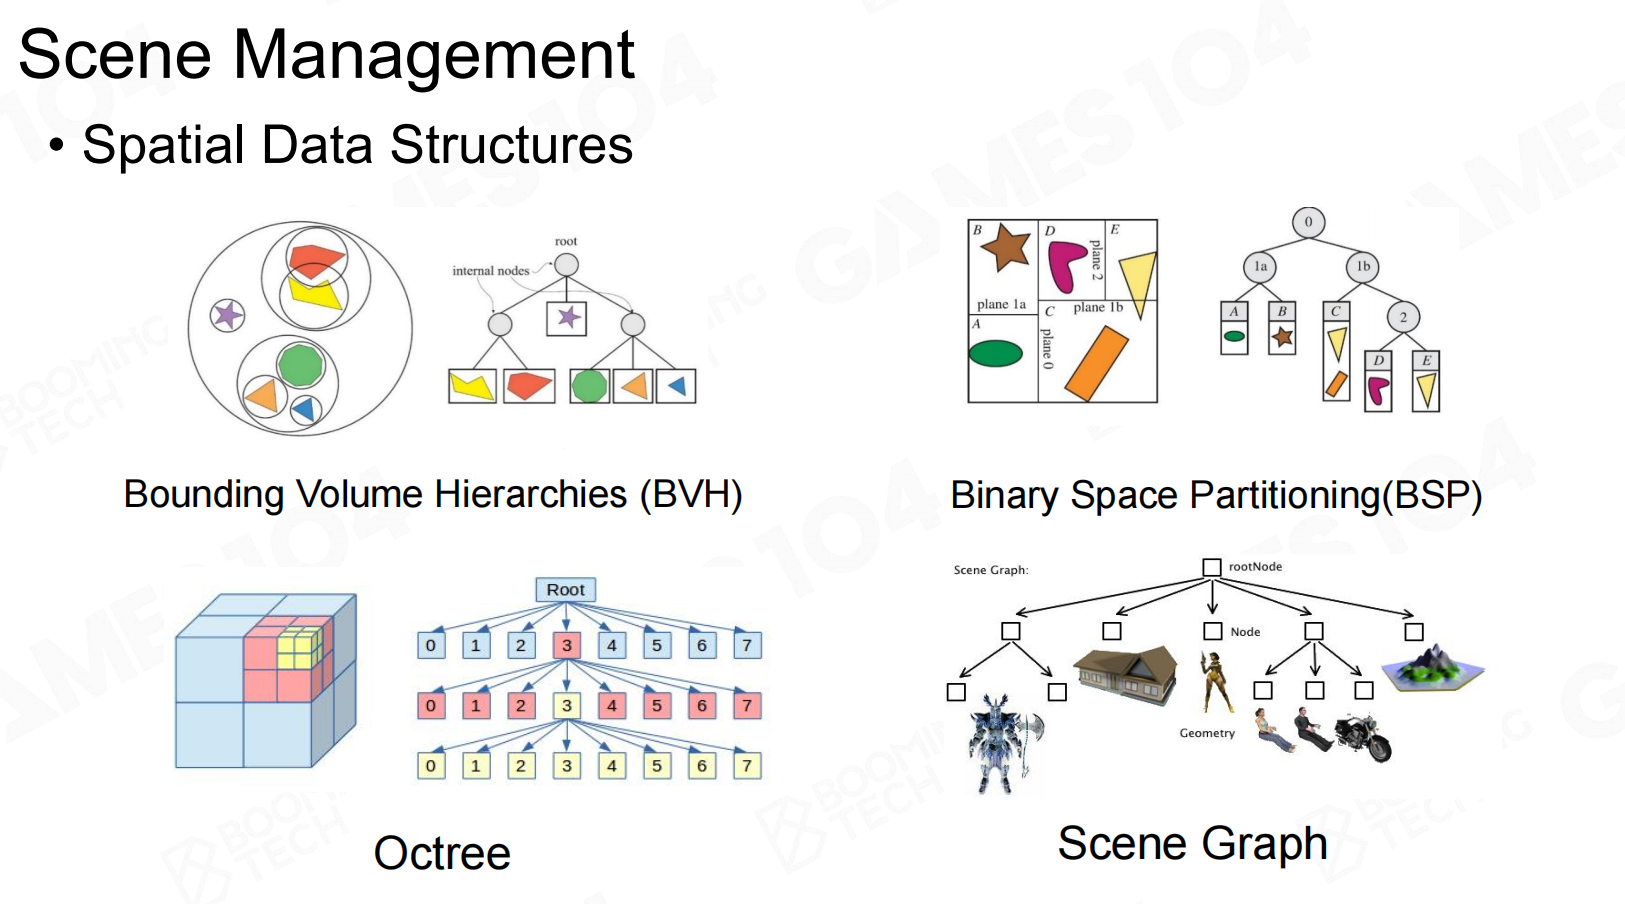 Scene Management
• Spatial Data Structures
root
internal nodes
Bounding Volume Hierarchies (BVH)
B
D
E
plane 2
plane 1a
C
plane 1b
A
plane 0
0
1a
1b
A
B
C
2
D
E
Binary Space Partitioning(BSP)
Root
0 1 2 3 4 5 6 7
0 1 2 3 4 5 6 7
0 1 2 3 4 5 6 7
Octree
Scene Graph:
rootNode
Node
Geometry
Scene Graph
GAMES104
BOOMING
TECH